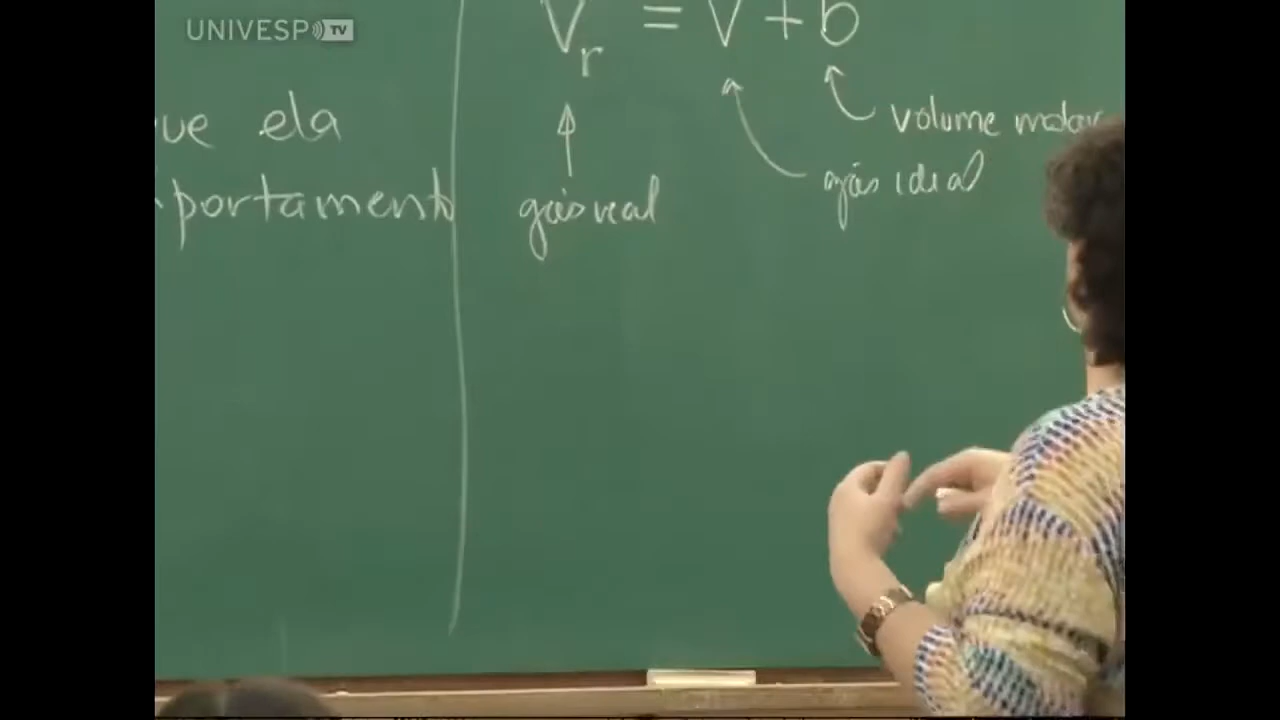 UNIVESP TV
ue ela
portamento
Vr = V + b
volume molar
gás ideal
gás real